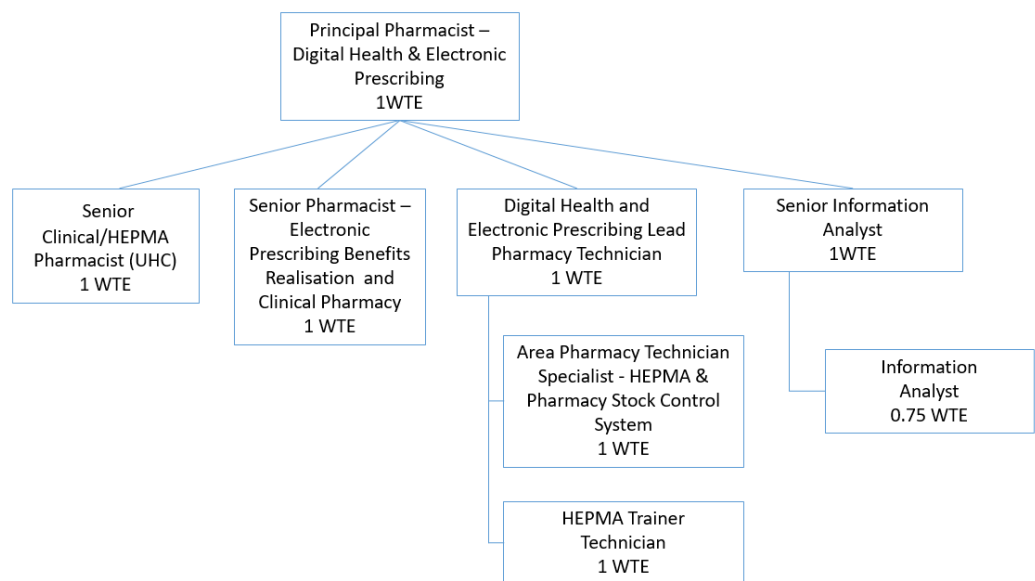 Principal Pharmacist –
Digital Health & Electronic
Prescribing
1WTE
Senior
Clinical/HEPMA
Pharmacist (UHC)
1 WTE
Senior Pharmacist –
Electronic
Prescribing Benefits
Realisation and
Clinical Pharmacy
1 WTE
Digital Health and
Electronic Prescribing Lead
Pharmacy Technician
1 WTE
Senior Information
Analyst
1WTE
Area Pharmacy Technician
Specialist - HEPMA &
Pharmacy Stock Control
System
1 WTE
Information
Analyst
0.75 WTE
HEPMA Trainer
Technician
1 WTE